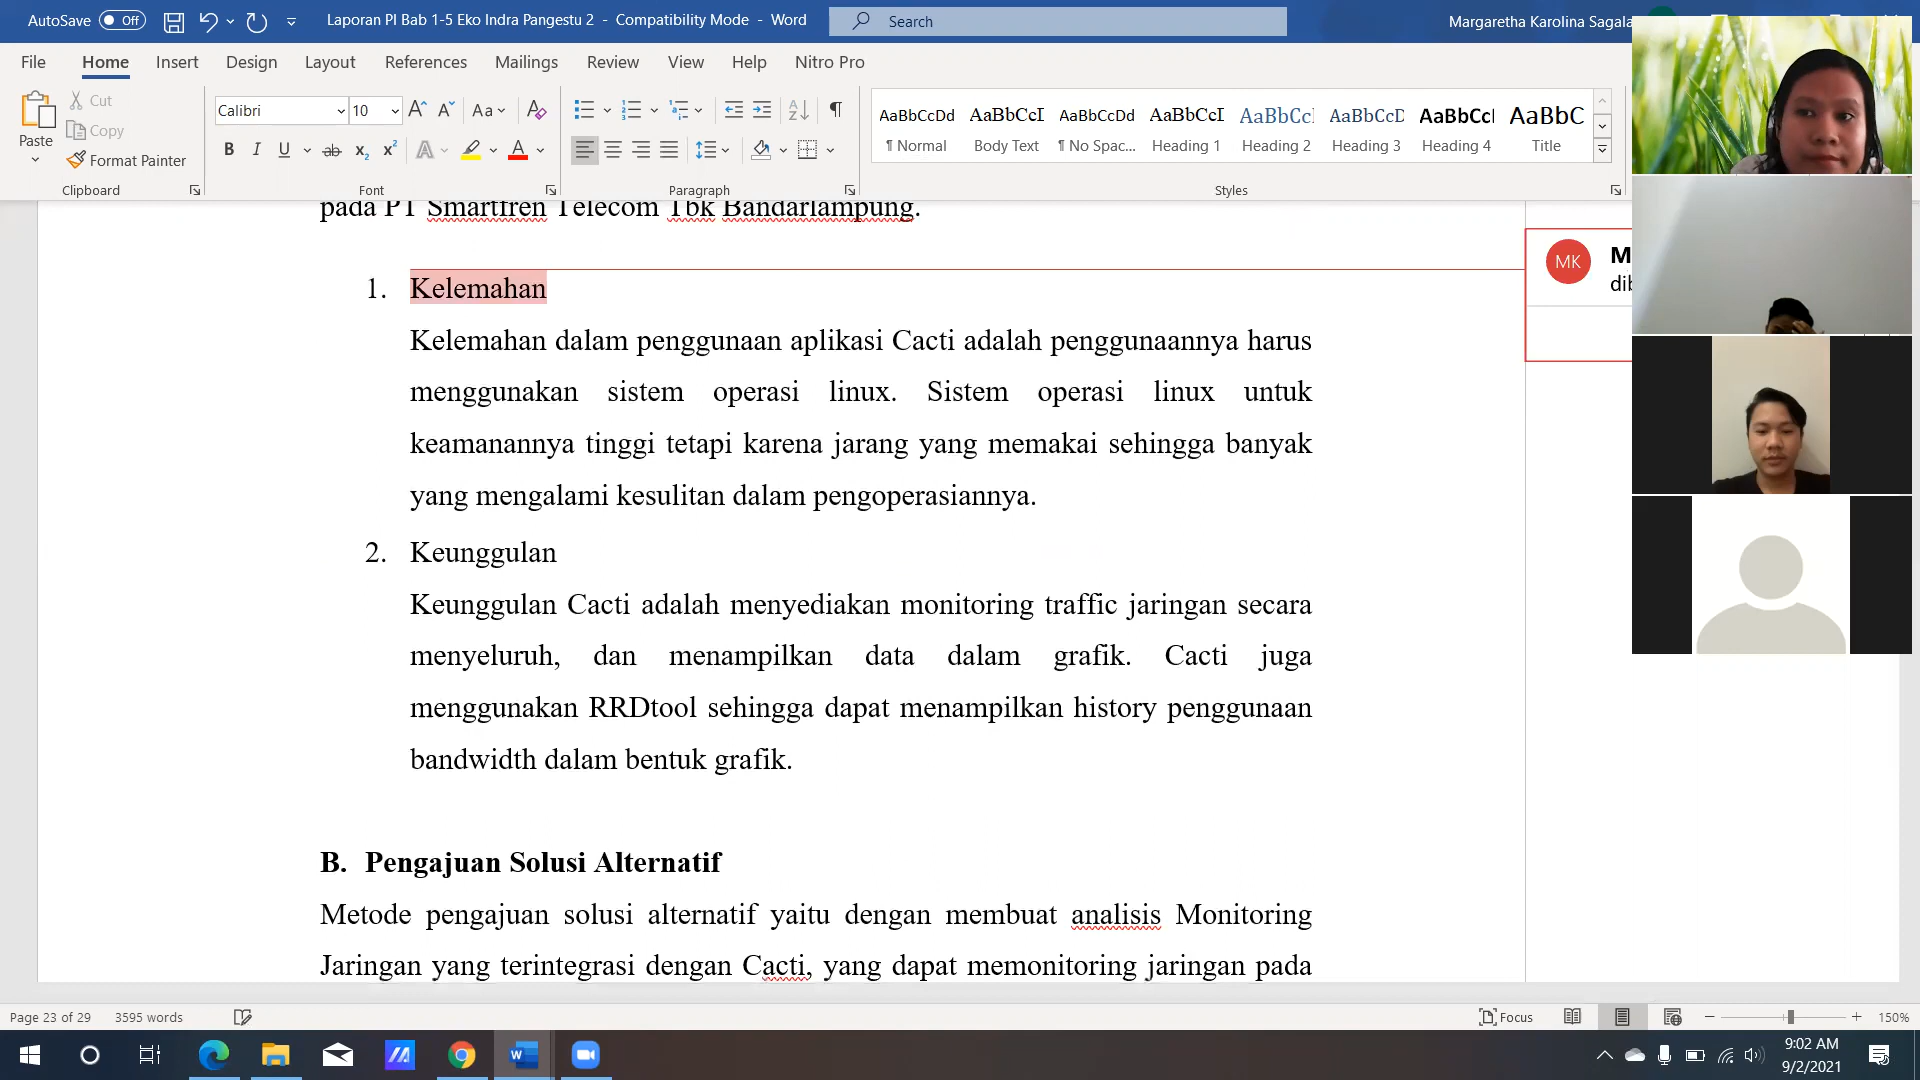 AutoSave Off Laporan PI Bab 1-5 Eko Indra Pangestu 2 - Compatibility Mode - Word Search Margaretha Karolina Sagala
File Home Insert Design Layout References Mailings Review View Help Nitro Pro
Paste Cut Copy Format Painter
Calibri 10 Aa
B I U ab x2 x2 A A
AaBbCcDd AaBbCcI AaBbCcDd AaBbCcI AaBbCcI AaBbCcD AaBbCcI AaBbC
¶ Normal Body Text ¶ No Spac... Heading 1 Heading 2 Heading 3 Heading 4 Title
Clipboard Font Paragraph Styles
pada PT Smartfren Telecom Tbk Bandarlampung.
1. Kelemahan
Kelemahan dalam penggunaan aplikasi Cacti adalah penggunaannya harus
menggunakan sistem operasi linux. Sistem operasi linux untuk
keamanannya tinggi tetapi karena jarang yang memakai sehingga banyak
yang mengalami kesulitan dalam pengoperasiannya.
2. Keunggulan
Keunggulan Cacti adalah menyediakan monitoring traffic jaringan secara
menyeluruh, dan menampilkan data dalam grafik. Cacti juga
menggunakan RRDtool sehingga dapat menampilkan history penggunaan
bandwidth dalam bentuk grafik.
B. Pengajuan Solusi Alternatif
Metode pengajuan solusi alternatif yaitu dengan membuat analisis Monitoring
Jaringan yang terintegrasi dengan Cacti, yang dapat memonitoring jaringan pada
MK
Page 23 of 29 3595 words Focus 150%
9:02 AM
9/2/2021